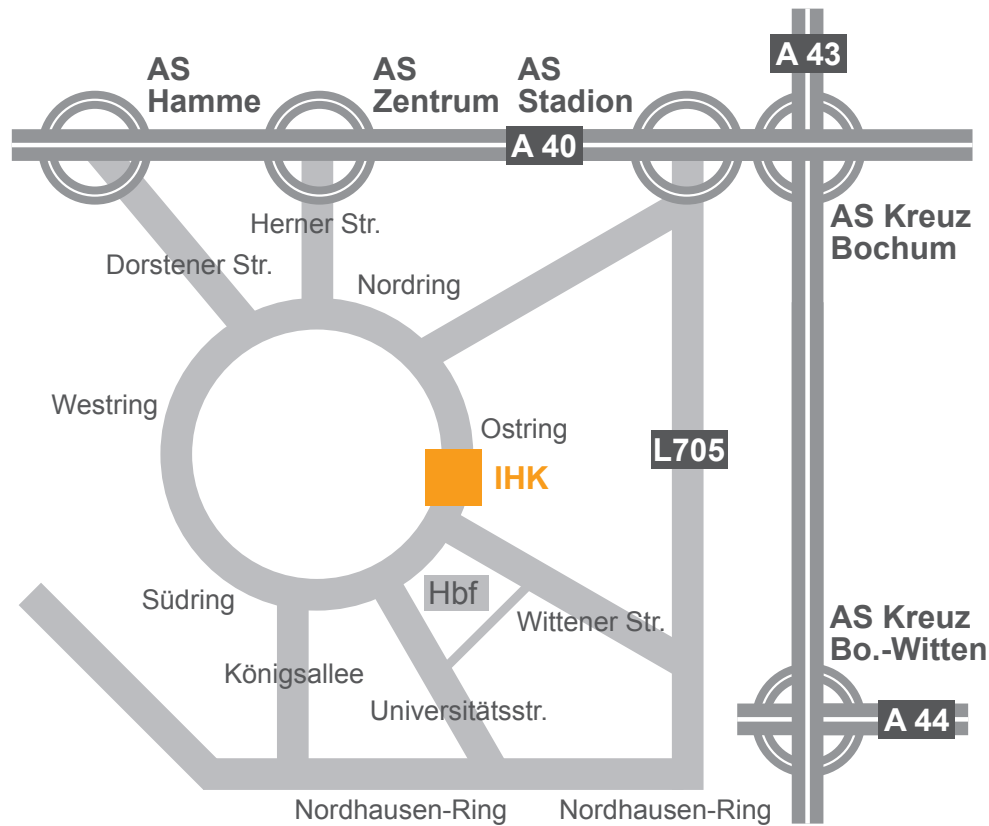 A 43
AS
Hamme
AS
Zentrum
AS
Stadion
A 40
AS Kreuz
Bochum
Herner Str.
Dorstener Str.
Nordring
Westring
Ostring
L705
IHK
Hbf
Südring
Wittener Str.
AS Kreuz
Bo.-Witten
Königsallee
Universitätsstr.
A 44
Nordhausen-Ring
Nordhausen-Ring